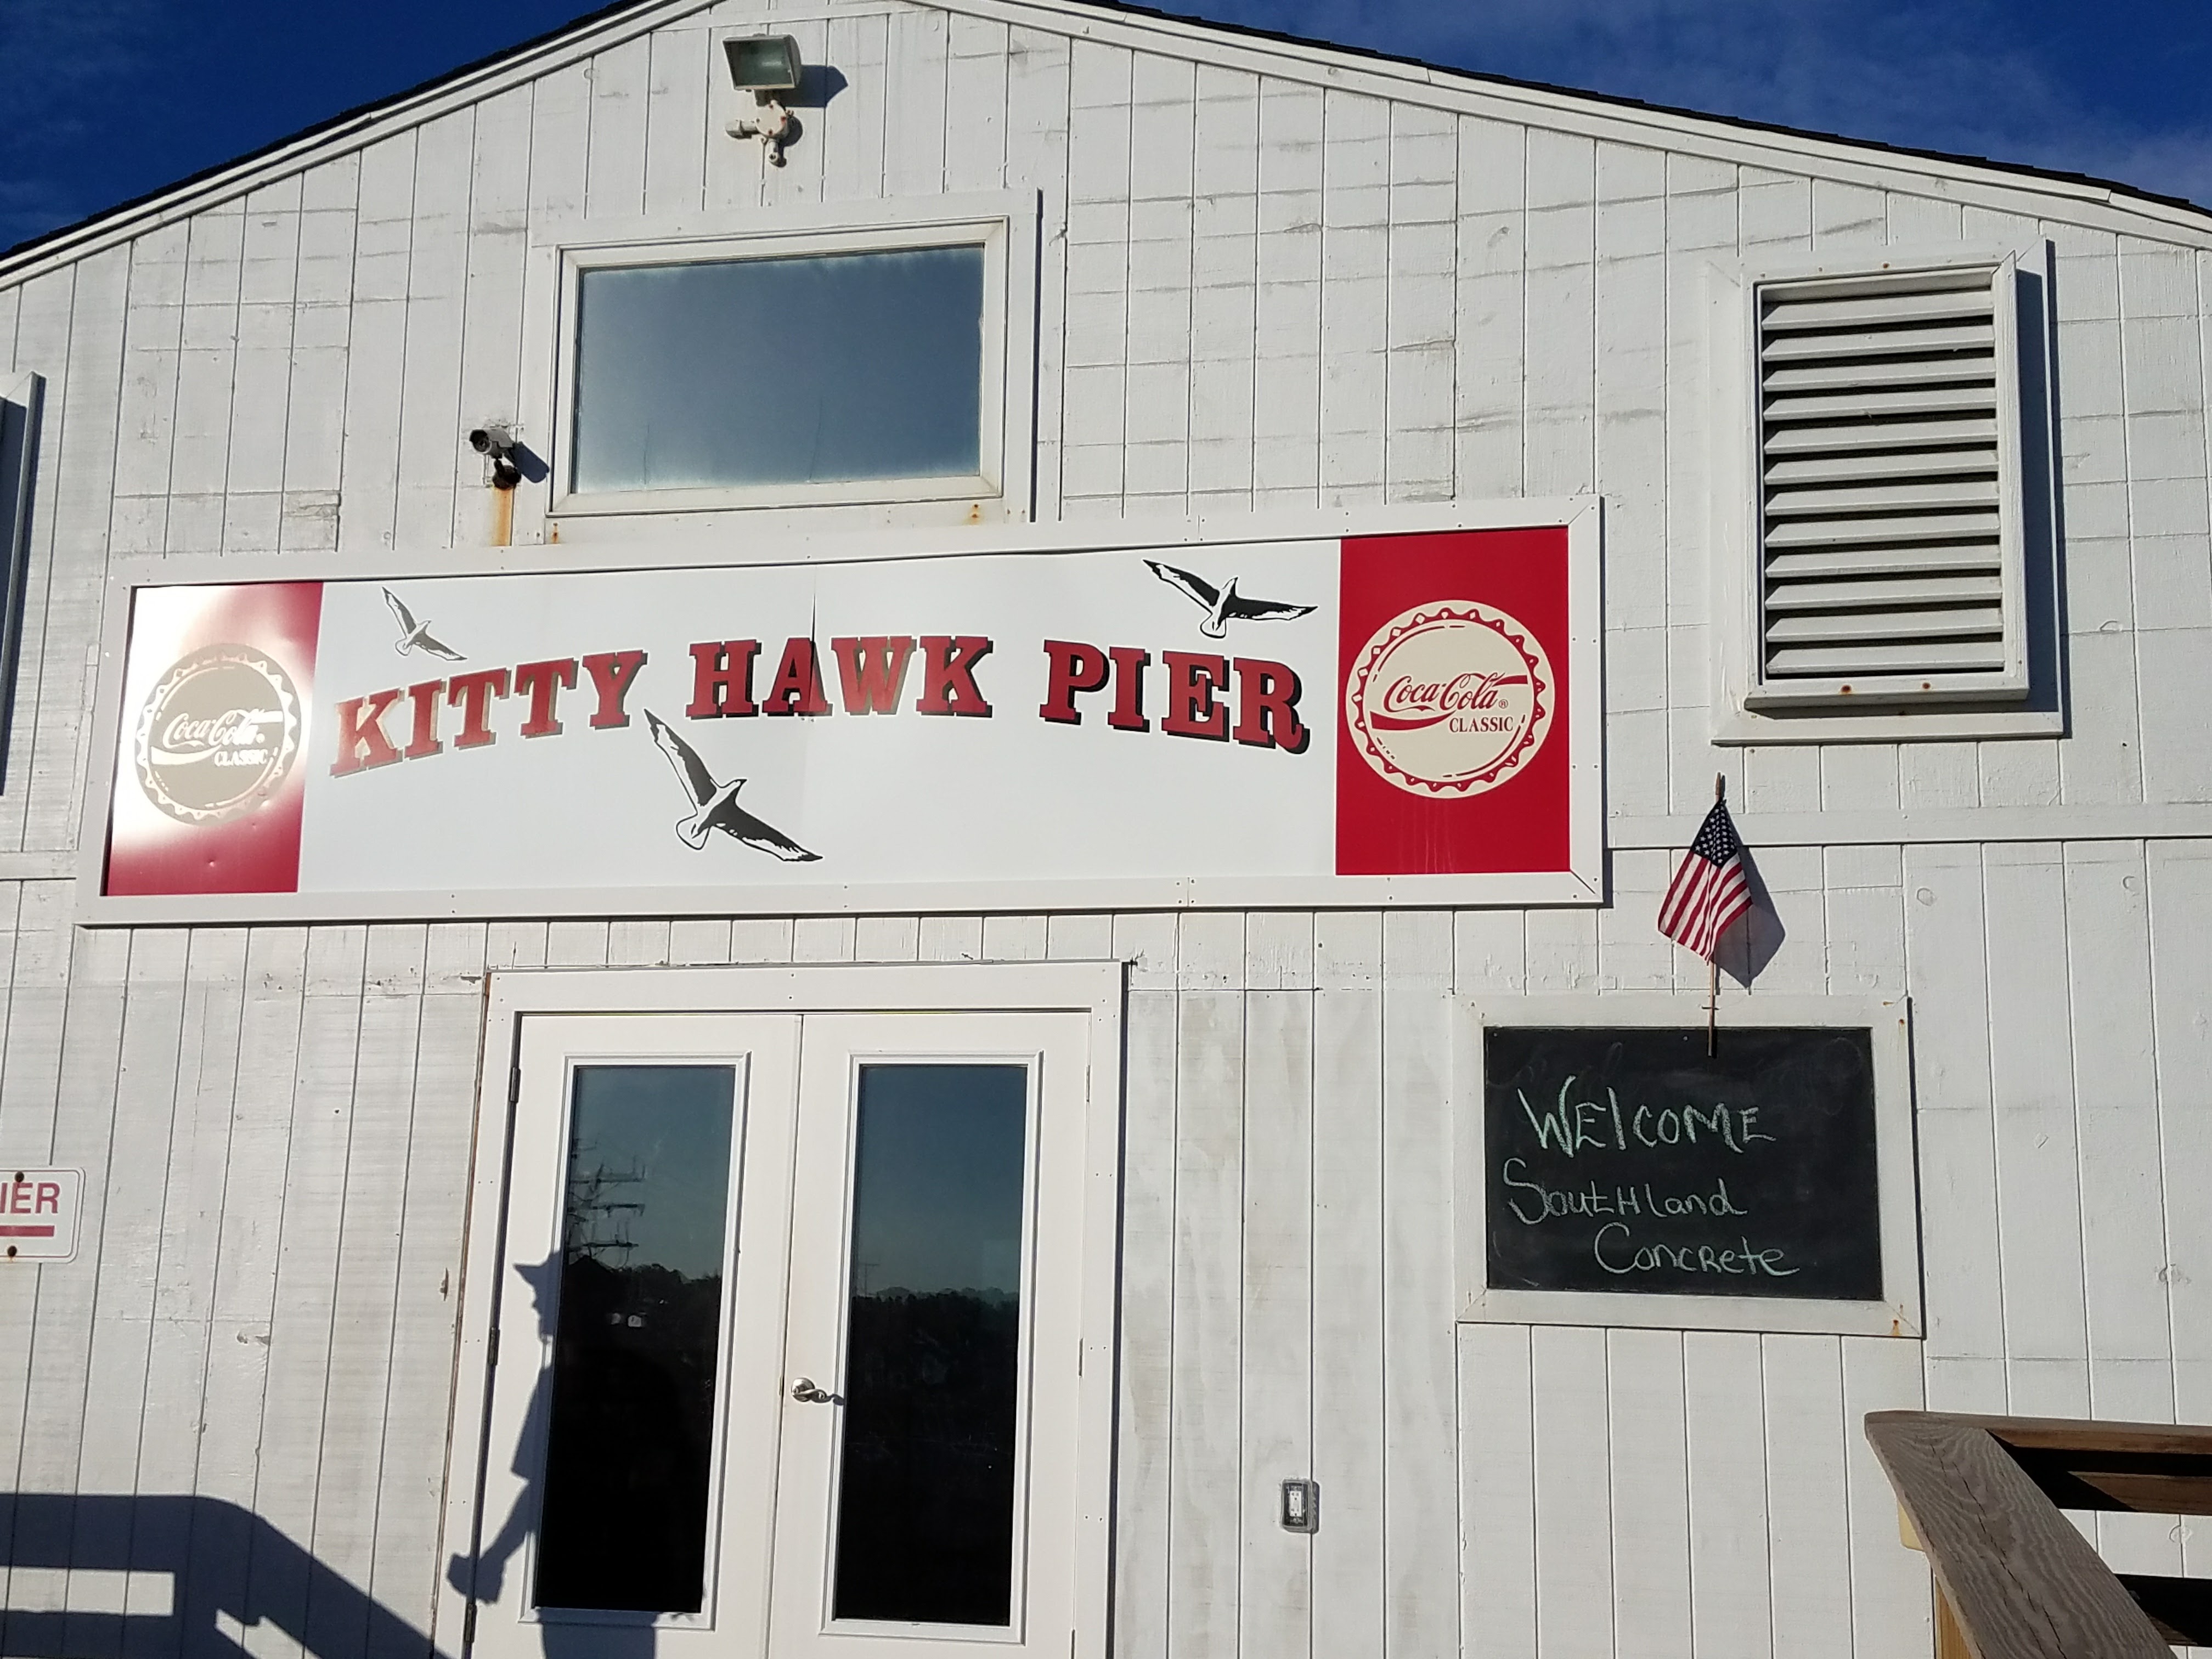 KITTY HAWK PIER
Coca-Cola
CLASSIC
Coca-Cola®
CLASSIC
WElcOME
SoutHland
Concrete
IER